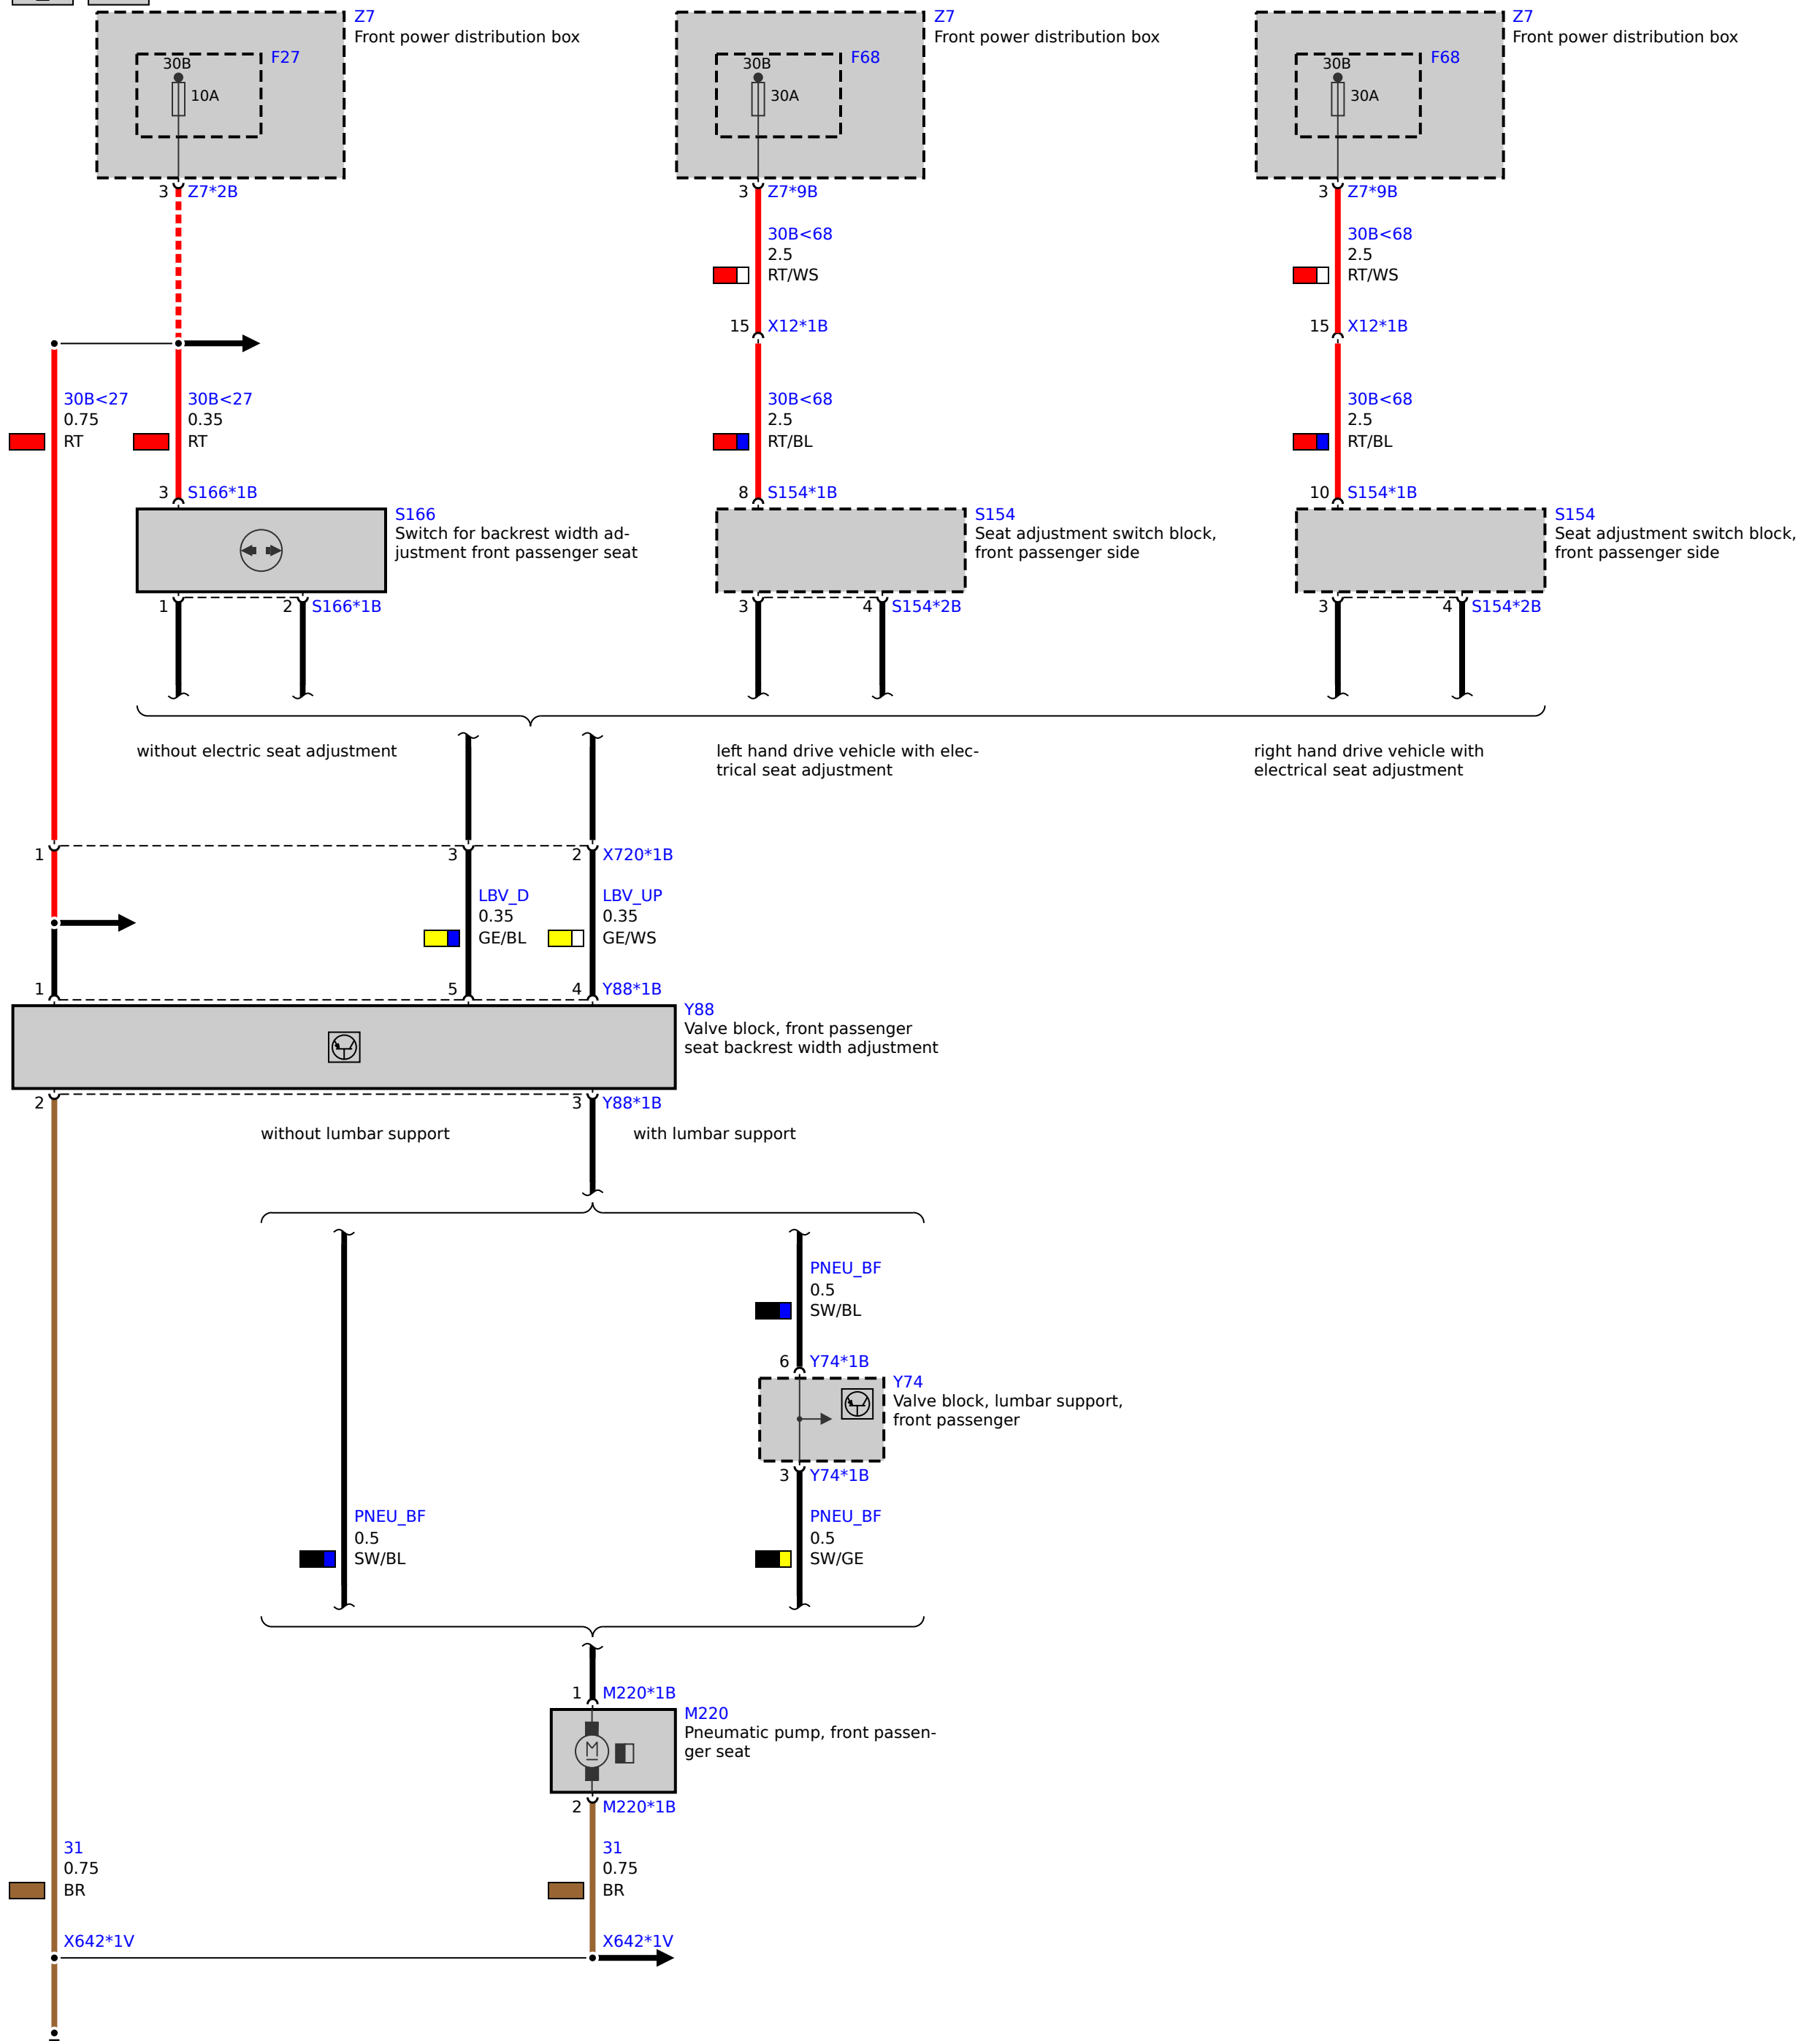 Z7
Front power distribution box
F27
30B
10A
3 Z7*2B
Z7
Front power distribution box
F68
30B
30A
3 Z7*9B
Z7
Front power distribution box
F68
30B
30A
3 Z7*9B
30B<68
2.5
RT/WS
30B<68
2.5
RT/WS
15 X12*1B
15 X12*1B
30B<27
0.75
RT
30B<27
0.35
RT
30B<68
2.5
RT/BL
30B<68
2.5
RT/BL
3 S166*1B
8 S154*1B
10 S154*1B
S166
Switch for backrest width ad-
justment front passenger seat
S154
Seat adjustment switch block,
front passenger side
S154
Seat adjustment switch block,
front passenger side
1 2 S166*1B
3 4 S154*2B
3 4 S154*2B
without electric seat adjustment
left hand drive vehicle with elec-
trical seat adjustment
right hand drive vehicle with
electrical seat adjustment
1 3 2 X720*1B
LBV_D
0.35
GE/BL
LBV_UP
0.35
GE/WS
1 5 4 Y88*1B
Y88
Valve block, front passenger
seat backrest width adjustment
2 3 Y88*1B
without lumbar support
with lumbar support
PNEU_BF
0.5
SW/BL
6 Y74*1B
Y74
Valve block, lumbar support,
front passenger
3 Y74*1B
PNEU_BF
0.5
SW/BL
PNEU_BF
0.5
SW/GE
1 M220*1B
M220
Pneumatic pump, front passen-
ger seat
M
2 M220*1B
31
0.75
BR
31
0.75
BR
X642*1V
X642*1V